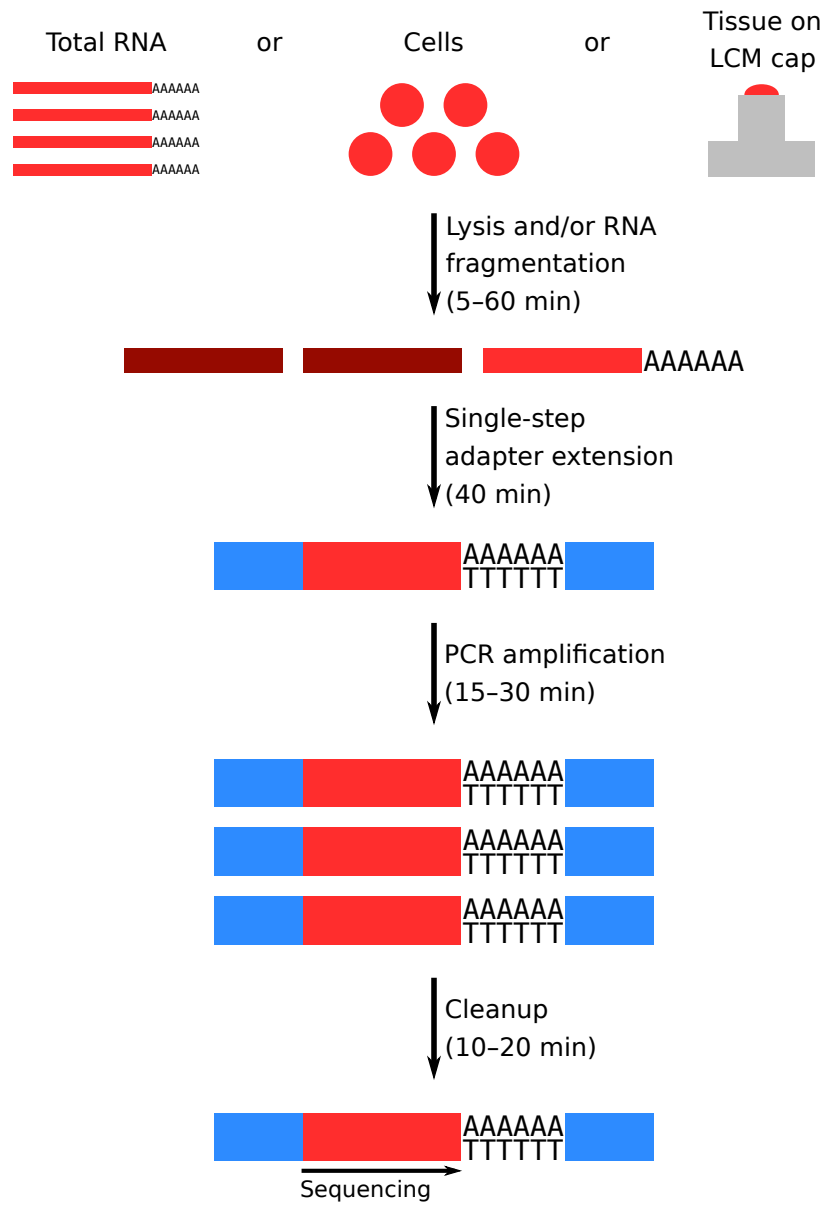 Total RNA or Cells or Tissue on
LCM cap
AAAAAA
AAAAAA
AAAAAA
AAAAAA
Lysis and/or RNA
fragmentation
(5–60 min)
AAAAAA
Single-step
adapter extension
(40 min)
AAAAAA
TTTTTT
PCR amplification
(15–30 min)
AAAAAA
TTTTTT
AAAAAA
TTTTTT
AAAAAA
TTTTTT
Cleanup
(10–20 min)
AAAAAA
TTTTTT
Sequencing